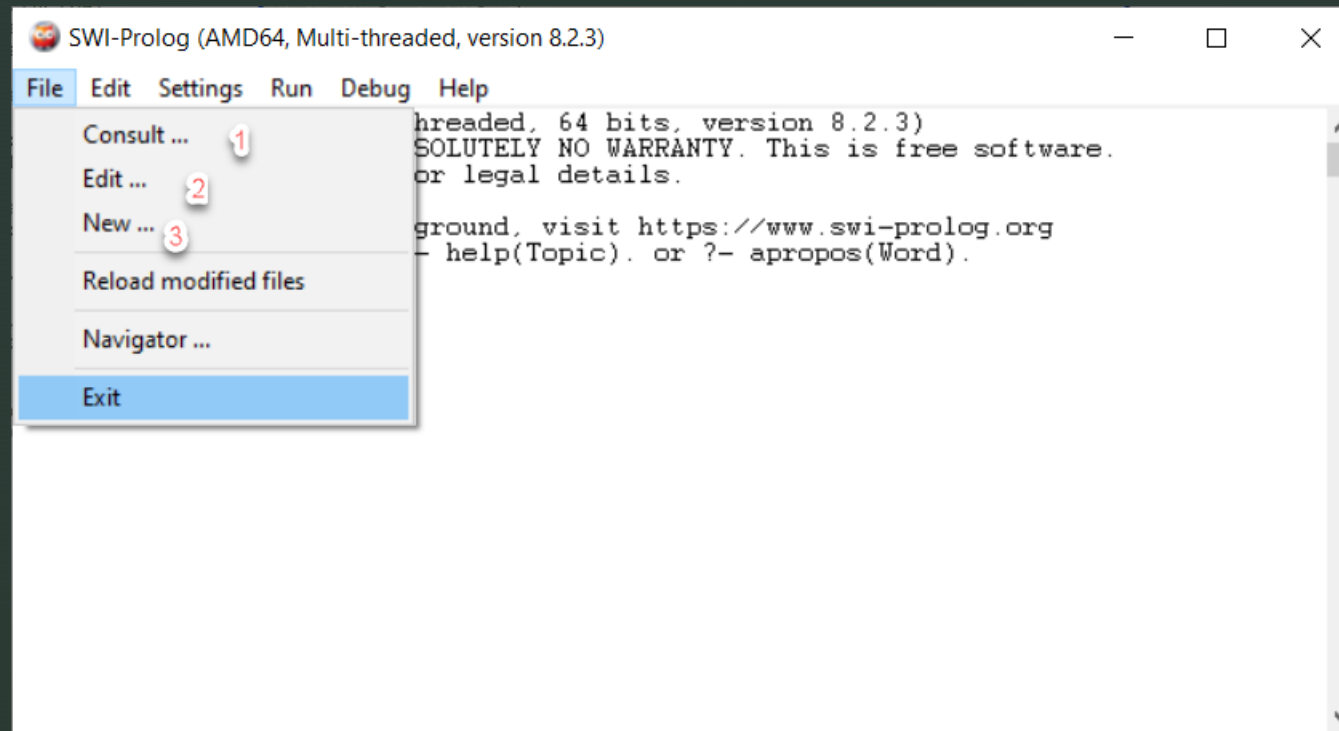 SWI-Prolog (AMD64, Multi-threaded, version 8.2.3)
File Edit Settings Run Debug Help
Consult ... 1
Edit ... 2
New ... 3
Reload modified files
Navigator ...
Exit
hreaded, 64 bits, version 8.2.3)
SOLUTELY NO WARRANTY. This is free software.
or legal details.
ground, visit https://www.swi-prolog.org
- help(Topic). or ?- apropos(Word).